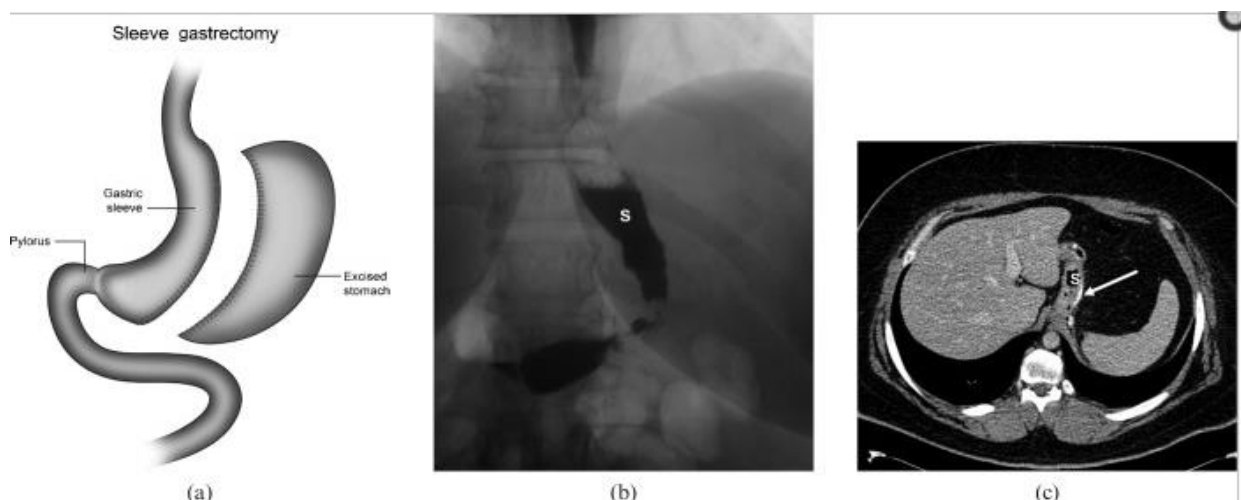 Sleeve gastrectomy
Gastric
sleeve
Pylorus
Excised
stomach
S
S
(a)
(b)
(c)